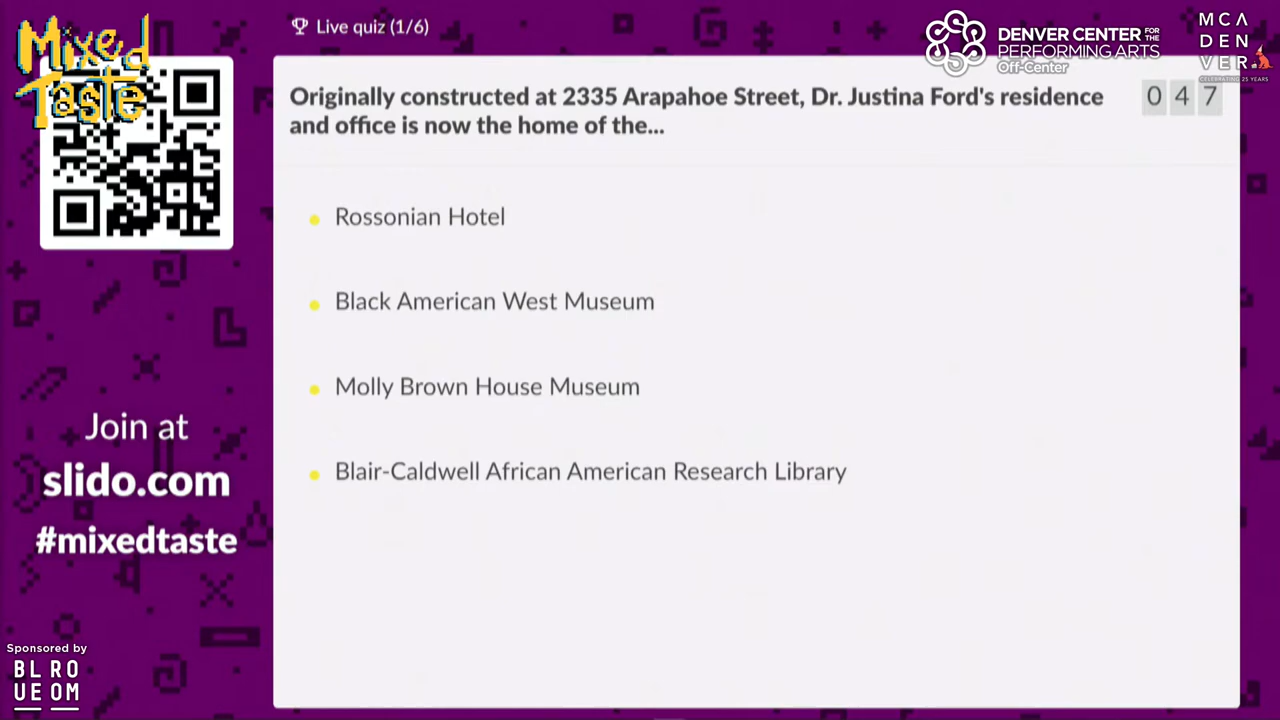 Mixed
Taste
Live quiz (1/6)
DENVER CENTER FOR THE
PERFORMING ARTS
Off-Center
MCA
DEN
VER
CELEBRATING 25 YEARS
Originally constructed at 2335 Arapahoe Street, Dr. Justina Ford's residence
and office is now the home of the...
0 4 7
Rossonian Hotel
Black American West Museum
Molly Brown House Museum
Blair-Caldwell African American Research Library
Join at
slido.com
#mixedtaste
Sponsored by
BL RO
UE OM